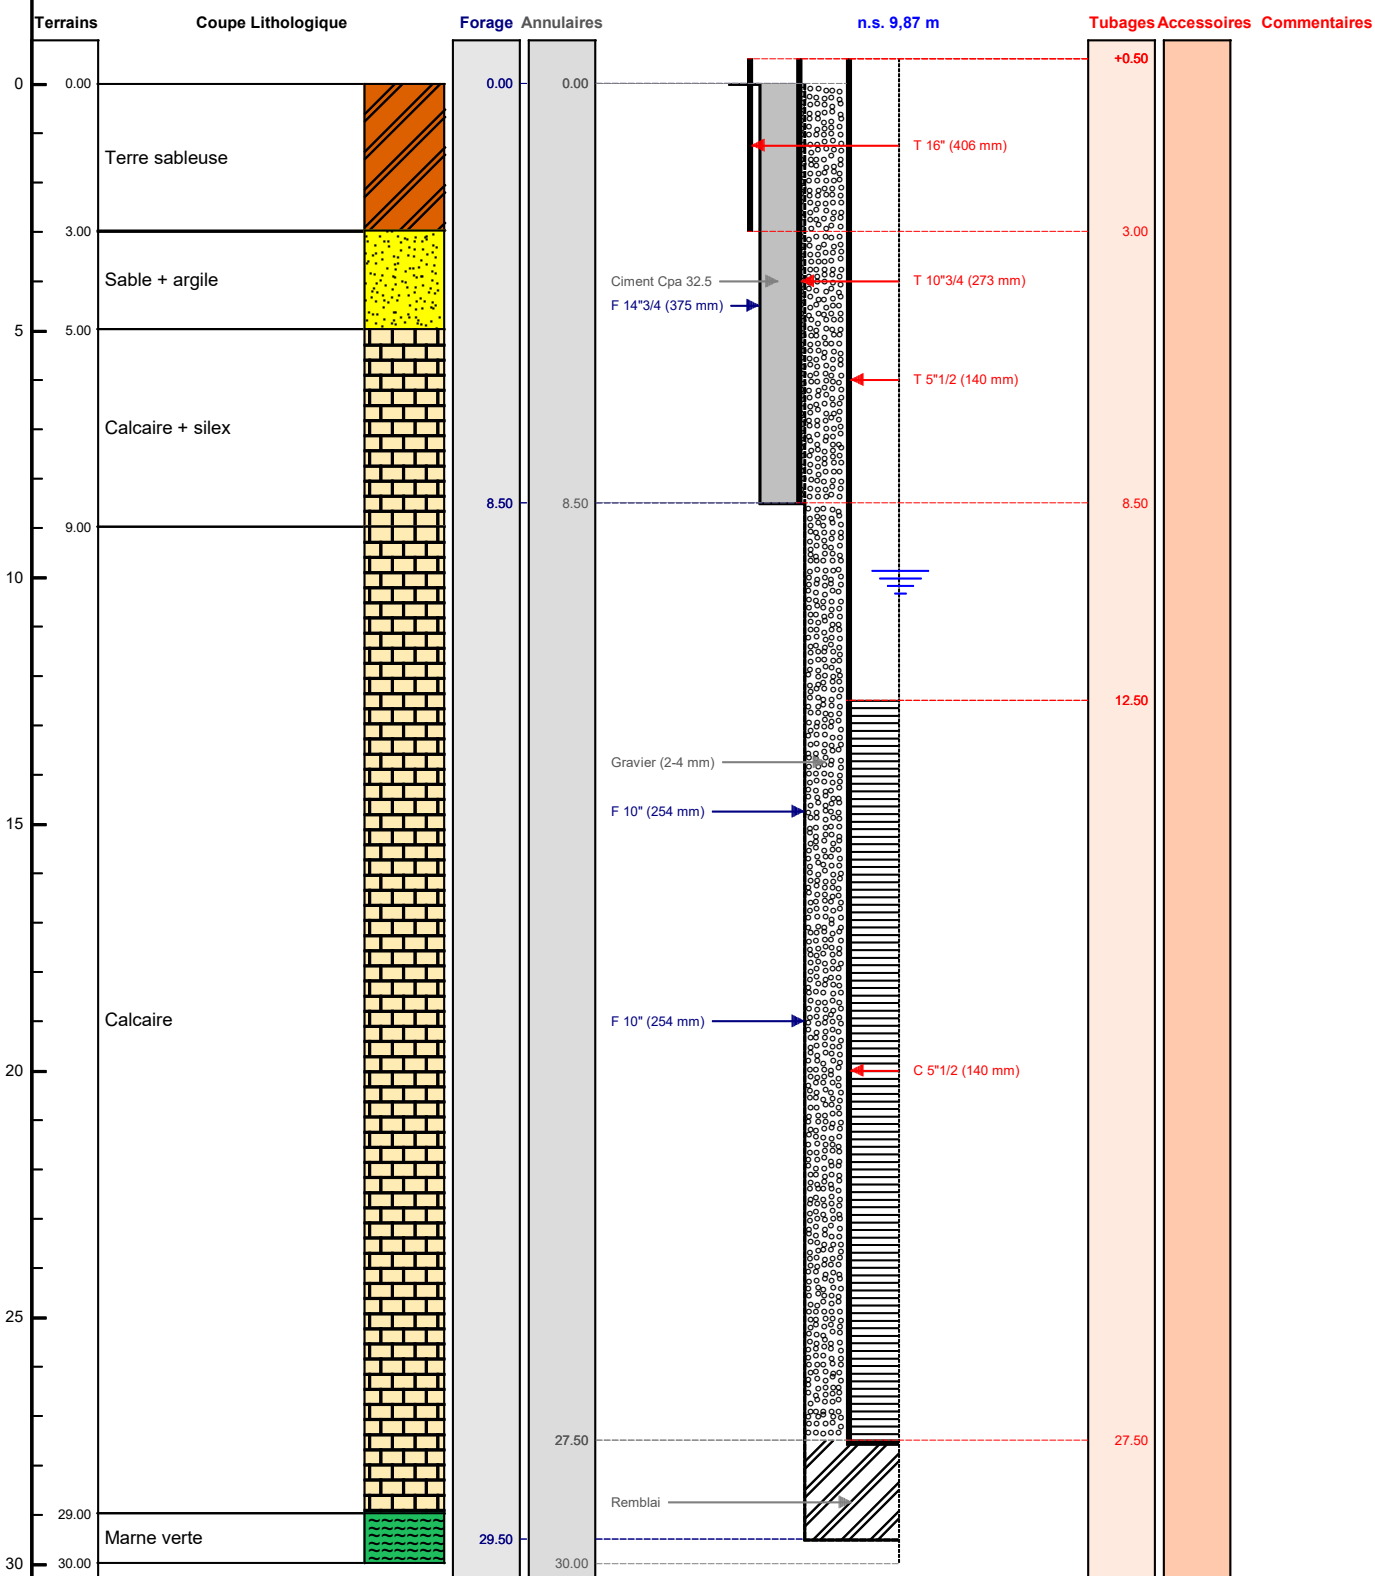 Terrains Coupe Lithologique Forage Annulaires n.s. 9,87 m Tubages Accessoires Commentaires
+0.50
0 0.00 0.00 0.00
T 16" (406 mm)
Terre sableuse
3.00 3.00
Sable + argile Ciment Cpa 32.5 T 10"3/4 (273 mm)
F 14"3/4 (375 mm)
5 5.00
T 5"1/2 (140 mm)
Calcaire + silex
8.50 8.50 8.50
9.00
10
12.50
Gravier (2-4 mm)
F 10" (254 mm)
15
Calcaire F 10" (254 mm)
20 C 5"1/2 (140 mm)
25
27.50 27.50
Remblai
29.00
Marne verte 29.50
30 30.00 30.00